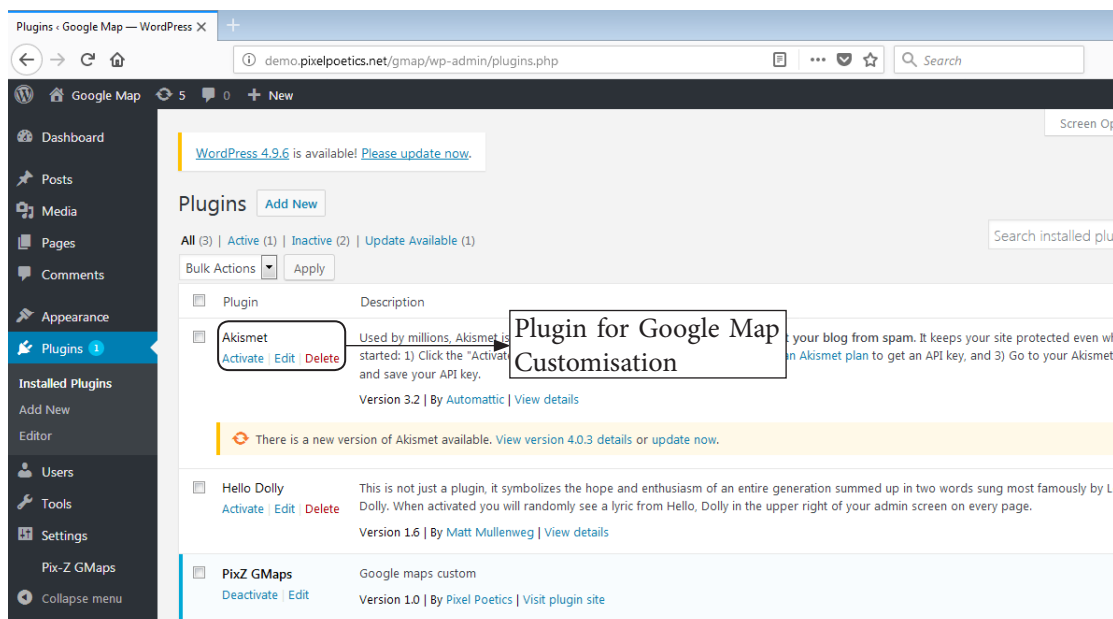 Plugins ‹ Google Map — WordPress
demo.pixelpoetics.net/gmap/wp-admin/plugins.php
Search
Google Map 5 0 New
Screen Op
Dashboard
Posts
Media
Pages
Comments
Appearance
Plugins 1
Installed Plugins
Add New
Editor
Users
Tools
Settings
Pix-Z GMaps
Collapse menu
WordPress 4.9.6 is available! Please update now.
Plugins Add New
All (3) | Active (1) | Inactive (2) | Update Available (1)
Search installed plu
Bulk Actions Apply
Plugin Description
Akismet
Activate | Edit | Delete
Plugin for Google Map
Customisation
Used by millions, Akismet is your blog from spam. It keeps your site protected even wh
started: 1) Click the "Activate an Akismet plan to get an API key, and 3) Go to your Akismet
and save your API key.
Version 3.2 | By Automattic | View details
There is a new version of Akismet available. View version 4.0.3 details or update now.
Hello Dolly
Activate | Edit | Delete
This is not just a plugin, it symbolizes the hope and enthusiasm of an entire generation summed up in two words sung most famously by L
Dolly. When activated you will randomly see a lyric from Hello, Dolly in the upper right of your admin screen on every page.
Version 1.6 | By Matt Mullenweg | View details
PixZ GMaps
Deactivate | Edit
Google maps custom
Version 1.0 | By Pixel Poetics | Visit plugin site